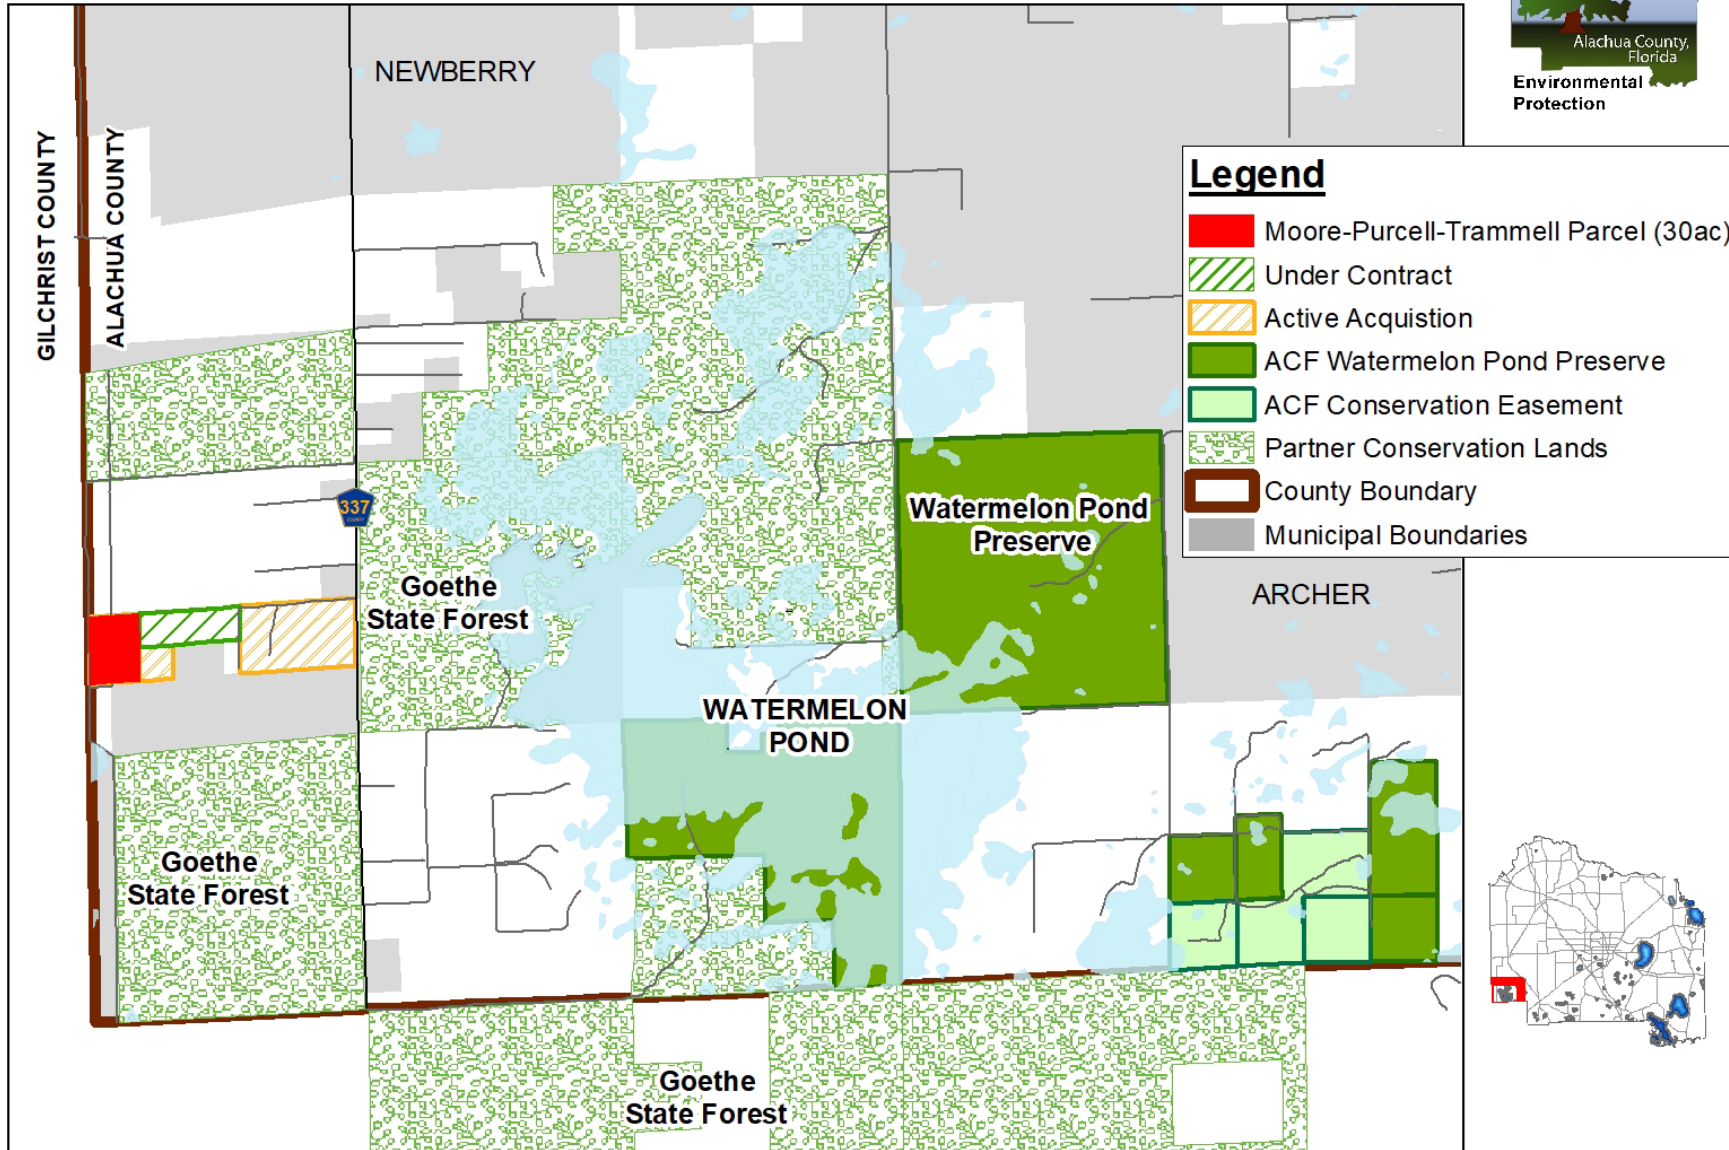 Alachua County,
Florida
Environmental
Protection
NEWBERRY
GILCHRIST COUNTY
ALACHUA COUNTY
Legend
Moore-Purcell-Trammell Parcel (30ac)
Under Contract
Active Acquistion
ACF Watermelon Pond Preserve
ACF Conservation Easement
Partner Conservation Lands
County Boundary
Municipal Boundaries
337
COUNTY
Watermelon Pond
Preserve
Goethe
State Forest
ARCHER
WATERMELON
POND
Goethe
State Forest
Goethe
State Forest